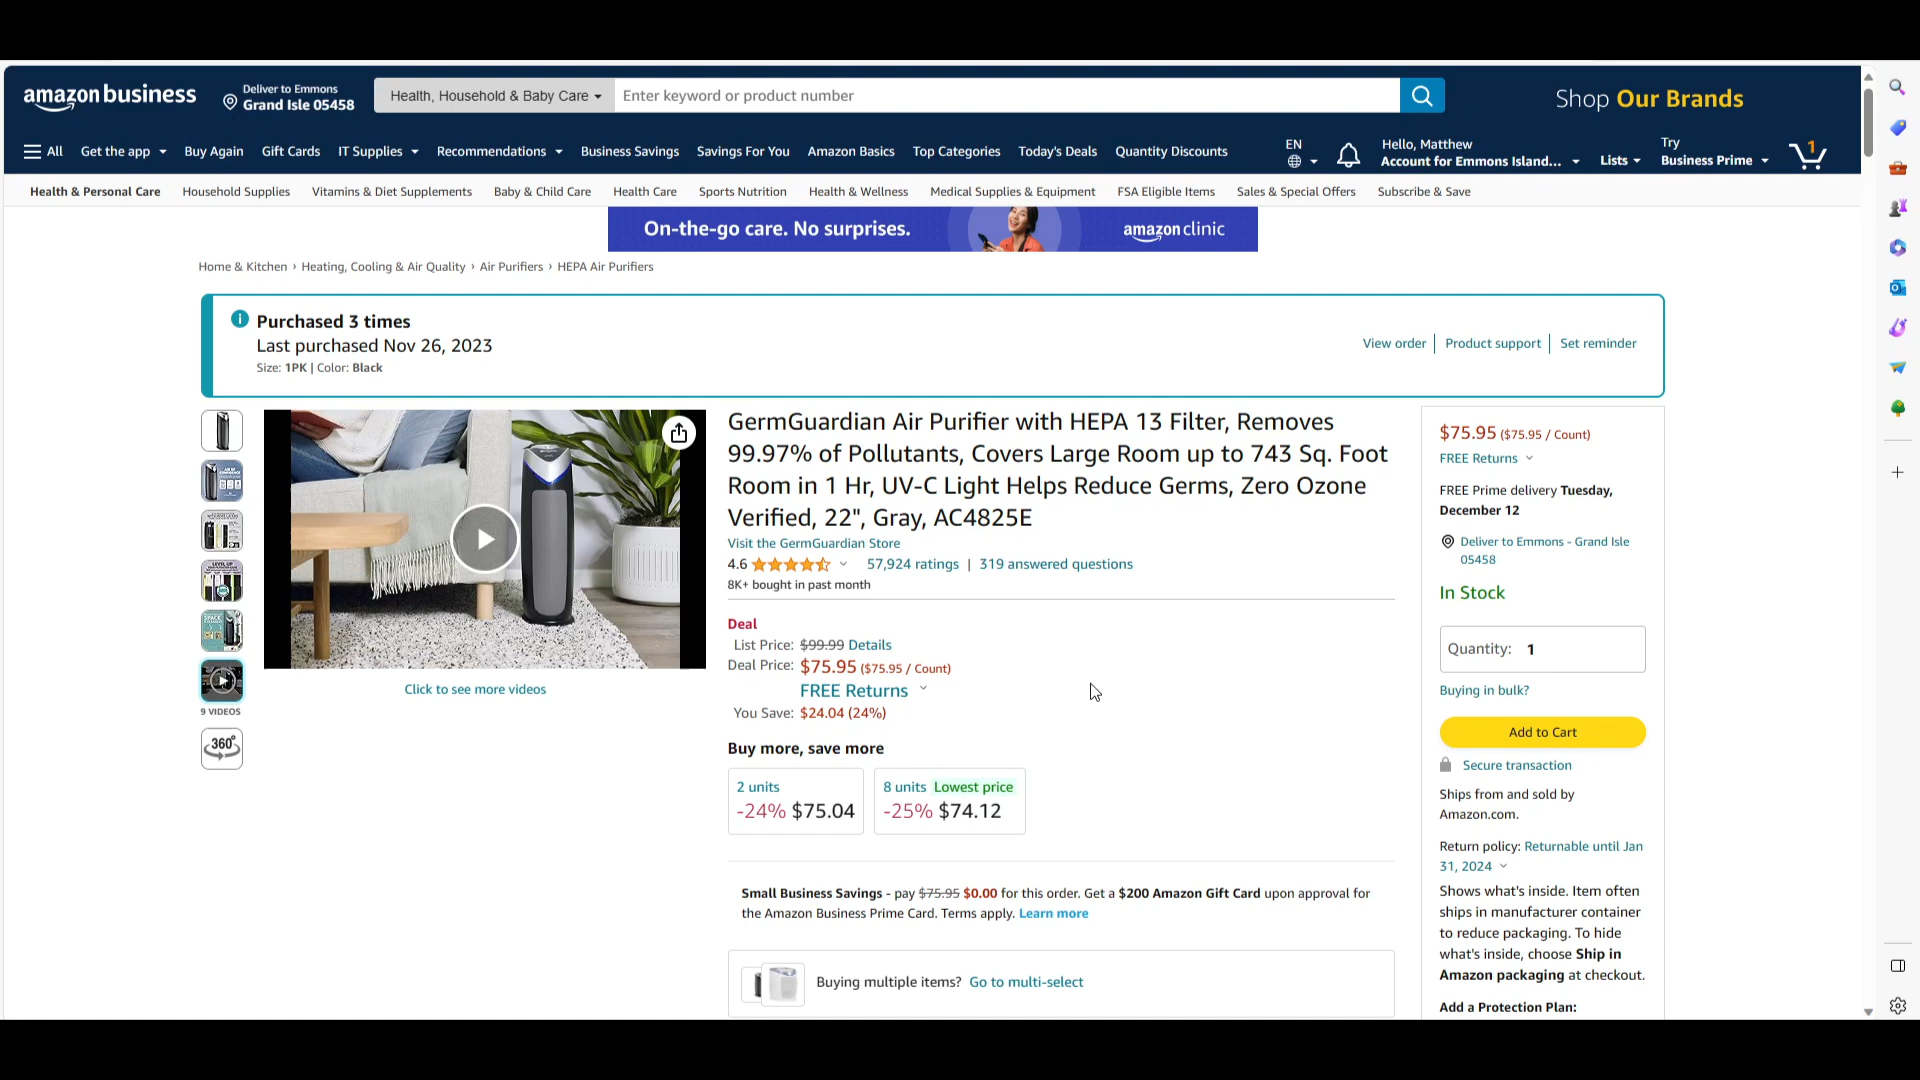 amazon business
Deliver to Emmons
Grand Isle 05458
Health, Household & Baby Care
Enter keyword or product number
Shop Our Brands
All
Get the app
Buy Again
Gift Cards
IT Supplies
Recommendations
Business Savings
Savings For You
Amazon Basics
Top Categories
Today's Deals
Quantity Discounts
EN
Hello, Matthew
Account for Emmons Island...
Lists
Try
Business Prime
1
Health & Personal Care
Household Supplies
Vitamins & Diet Supplements
Baby & Child Care
Health Care
Sports Nutrition
Health & Wellness
Medical Supplies & Equipment
FSA Eligible Items
Sales & Special Offers
Subscribe & Save
On-the-go care. No surprises.
amazon clinic
Home & Kitchen › Heating, Cooling & Air Quality › Air Purifiers › HEPA Air Purifiers
Purchased 3 times
Last purchased Nov 26, 2023
Size: 1PK | Color: Black
View order
Product support
Set reminder
9 VIDEOS
360°
Click to see more videos
GermGuardian Air Purifier with HEPA 13 Filter, Removes
99.97% of Pollutants, Covers Large Room up to 743 Sq. Foot
Room in 1 Hr, UV-C Light Helps Reduce Germs, Zero Ozone
Verified, 22", Gray, AC4825E
Visit the GermGuardian Store
4.6
57,924 ratings | 319 answered questions
8K+ bought in past month
Deal
List Price: $99.99 Details
Deal Price: $75.95 ($75.95 / Count)
FREE Returns
You Save: $24.04 (24%)
Buy more, save more
2 units
-24% $75.04
8 units Lowest price
-25% $74.12
Small Business Savings - pay $75.95 $0.00 for this order. Get a $200 Amazon Gift Card upon approval for
the Amazon Business Prime Card. Terms apply. Learn more
Buying multiple items? Go to multi-select
$75.95 ($75.95 / Count)
FREE Returns
FREE Prime delivery Tuesday,
December 12
Deliver to Emmons - Grand Isle
05458
In Stock
Quantity: 1
Buying in bulk?
Add to Cart
Secure transaction
Ships from and sold by
Amazon.com.
Return policy: Returnable until Jan
31, 2024
Shows what's inside. Item often
ships in manufacturer container
to reduce packaging. To hide
what's inside, choose Ship in
Amazon packaging at checkout.
Add a Protection Plan: